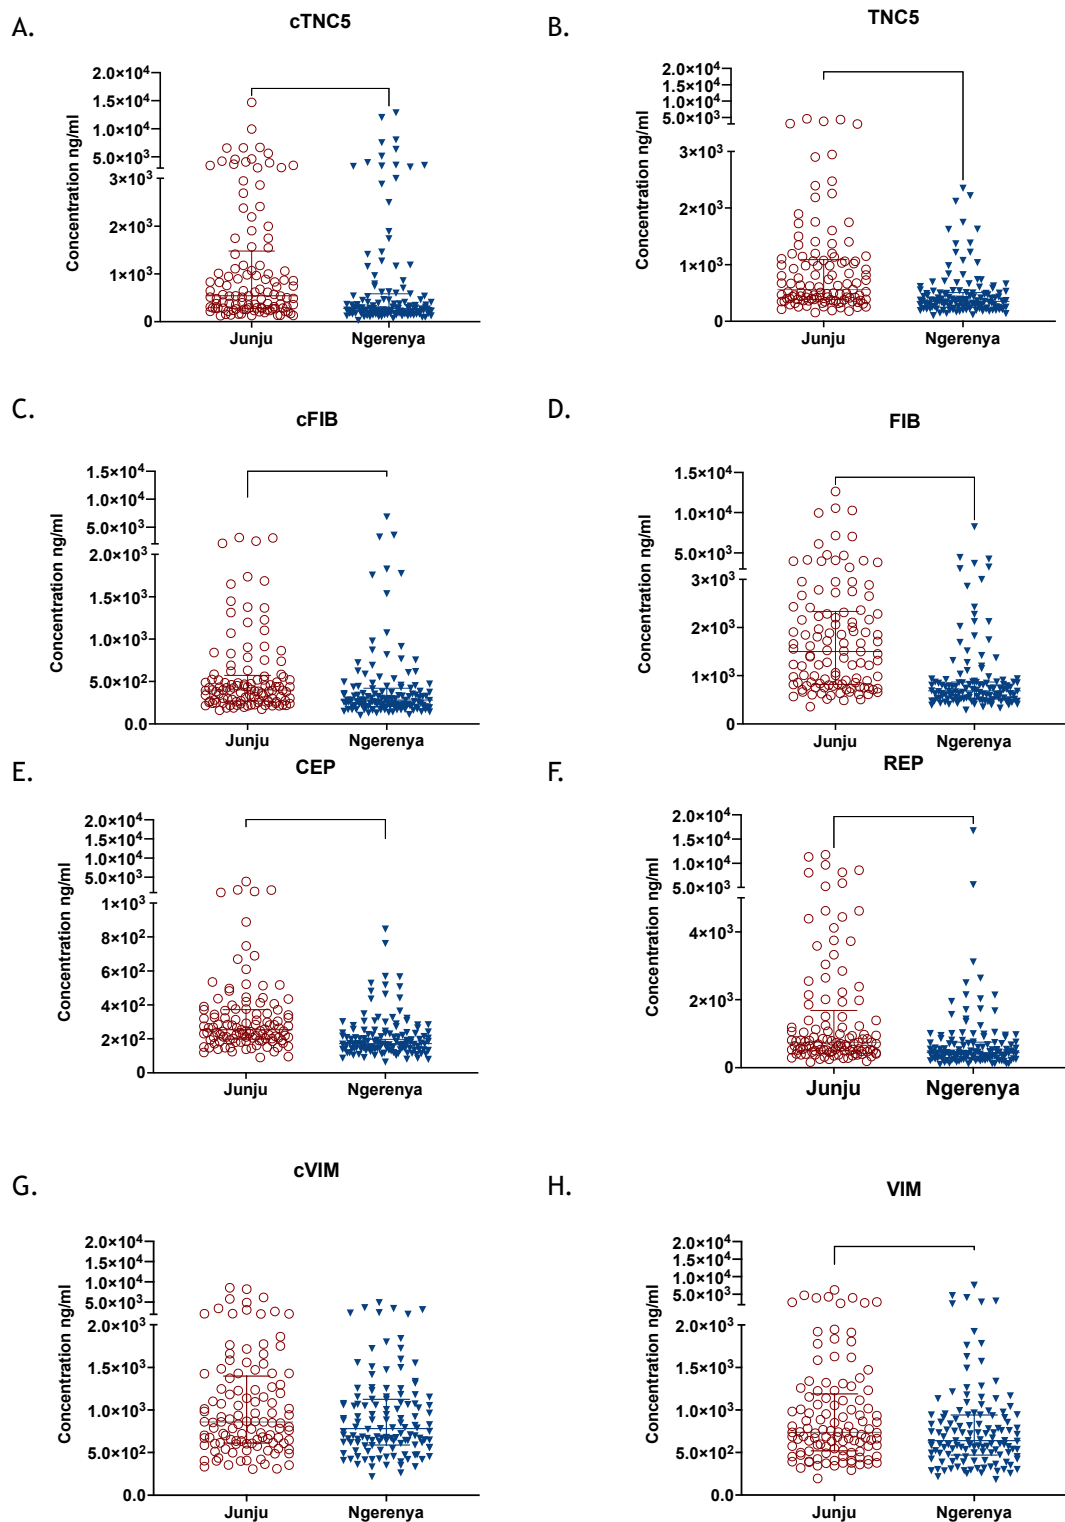 A.
cTNC5
Concentration ng/ml
2.0×10⁴
1.5×10⁴
1.0×10⁴
5.0×10³
3×10³
2×10³
1×10³
0
Junju
Ngerenya
B.
TNC5
Concentration ng/ml
2.0×10⁴
1.5×10⁴
1.0×10⁴
5.0×10³
3×10³
2×10³
1×10³
0
Junju
Ngerenya
C.
cFIB
Concentration ng/ml
1.5×10⁴
1.0×10⁴
5.0×10³
2.0×10³
1.5×10³
1.0×10³
5.0×10²
0.0
Junju
Ngerenya
D.
FIB
Concentration ng/ml
1.5×10⁴
1.0×10⁴
5.0×10³
3×10³
2×10³
1×10³
0
Junju
Ngerenya
E.
CEP
Concentration ng/ml
2.0×10⁴
1.5×10⁴
1.0×10⁴
5.0×10³
1×10³
8×10²
6×10²
4×10²
2×10²
0
Junju
Ngerenya
F.
REP
Concentration ng/ml
2.0×10⁴
1.5×10⁴
1.0×10⁴
5.0×10³
4×10³
2×10³
0
Junju
Ngerenya
G.
cVIM
Concentration ng/ml
2.0×10⁴
1.5×10⁴
1.0×10⁴
5.0×10³
2.0×10³
1.5×10³
1.0×10³
5.0×10²
0.0
Junju
Ngerenya
H.
VIM
Concentration ng/ml
2.0×10⁴
1.5×10⁴
1.0×10⁴
5.0×10³
2.0×10³
1.5×10³
1.0×10³
5.0×10²
0.0
Junju
Ngerenya